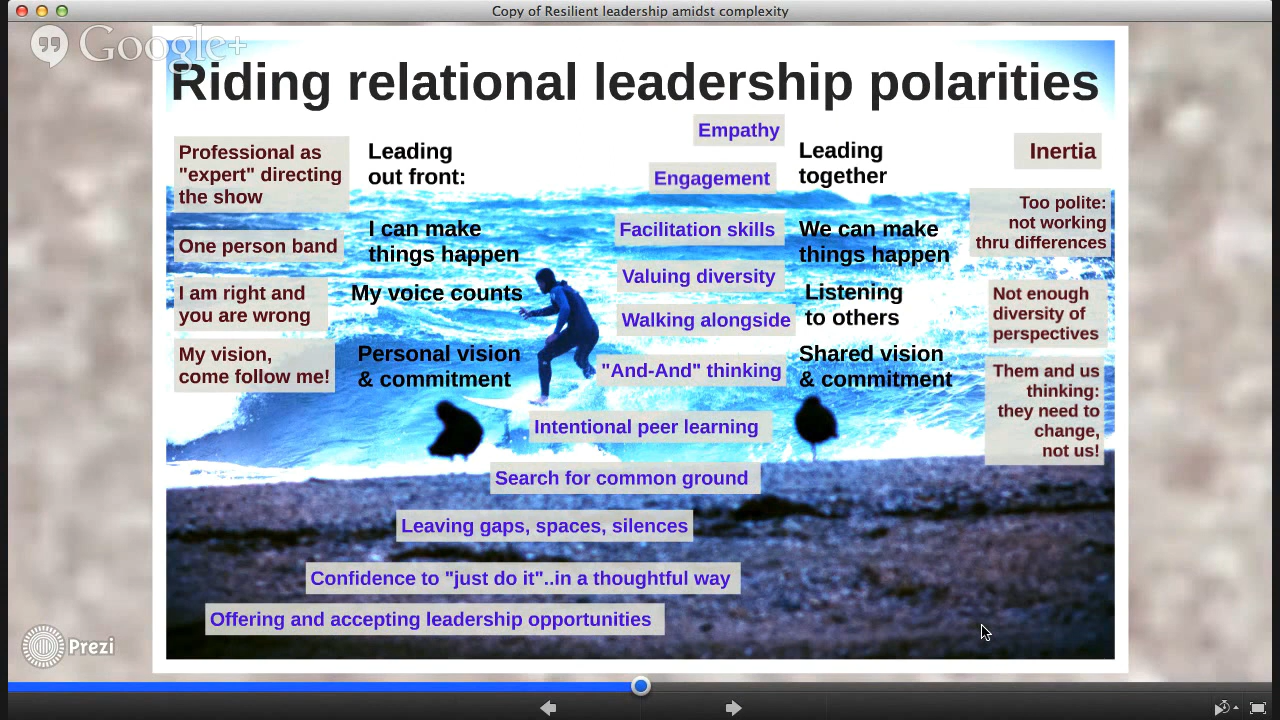 Copy of Resilient leadership amidst complexity
Google+
Riding relational leadership polarities
Professional as
"expert" directing
the show
One person band
I am right and
you are wrong
My vision,
come follow me!
Leading
out front:
I can make
things happen
My voice counts
Personal vision
& commitment
Empathy
Engagement
Facilitation skills
Valuing diversity
Walking alongside
"And-And" thinking
Intentional peer learning
Search for common ground
Leaving gaps, spaces, silences
Confidence to "just do it"..in a thoughtful way
Offering and accepting leadership opportunities
Leading
together
We can make
things happen
Listening
to others
Shared vision
& commitment
Inertia
Too polite:
not working
thru differences
Not enough
diversity of
perspectives
Them and us
thinking:
they need to
change,
not us!
Prezi